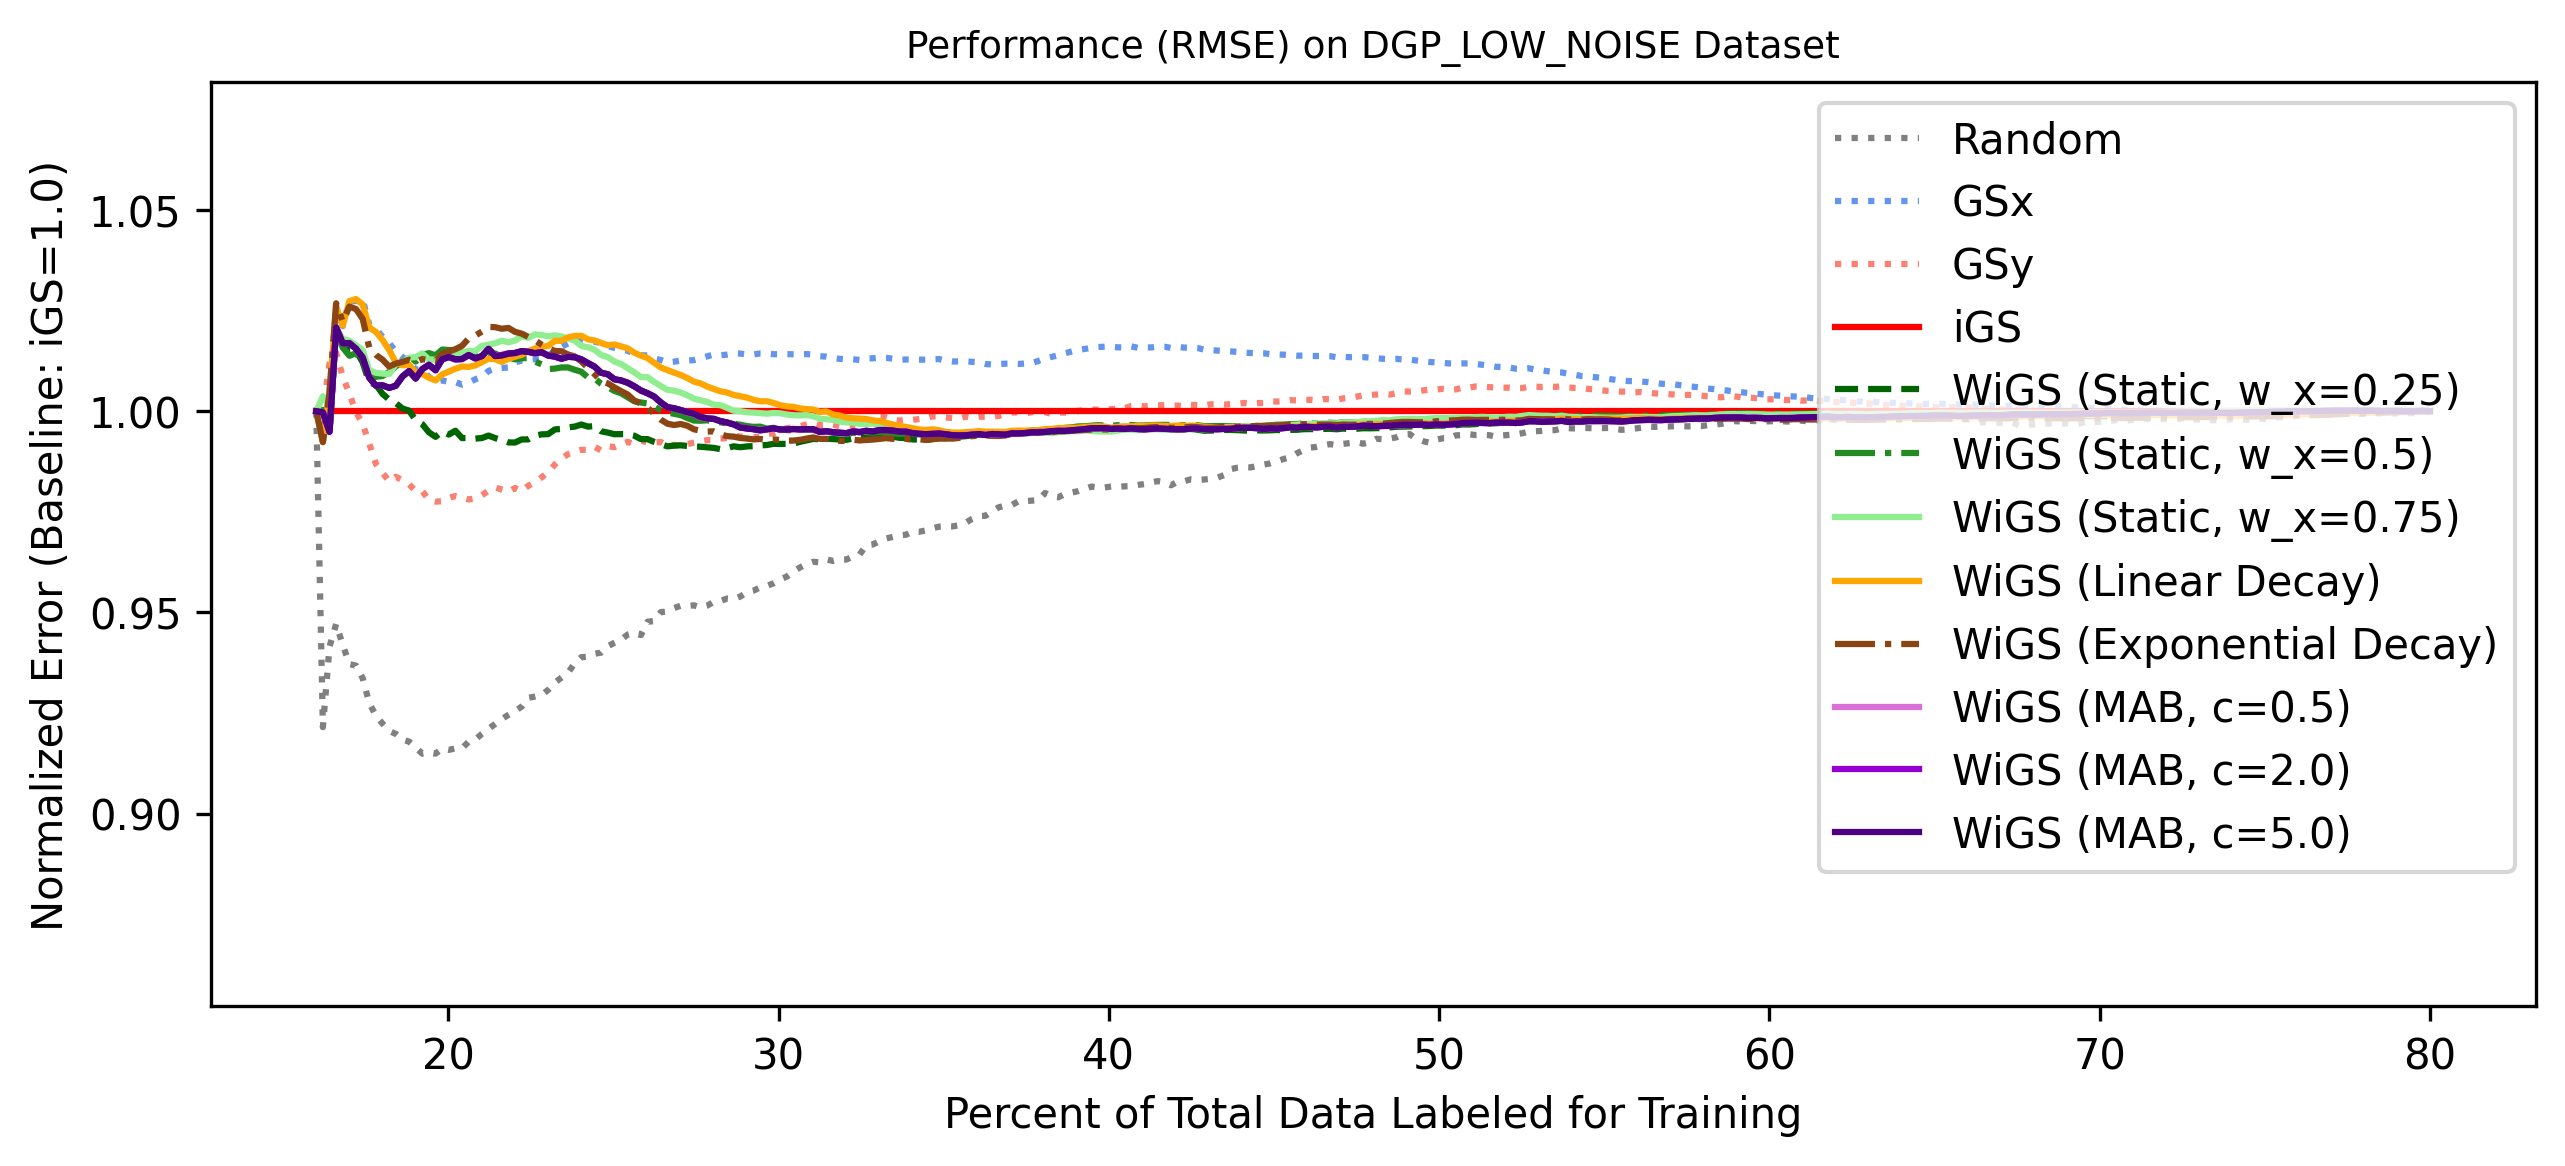 Performance (RMSE) on DGP_LOW_NOISE Dataset
Normalized Error (Baseline: iGS=1.0)
1.05
1.00
0.95
0.90
Random
GSx
GSy
iGS
WiGS (Static, w_x=0.25)
WiGS (Static, w_x=0.5)
WiGS (Static, w_x=0.75)
WiGS (Linear Decay)
WiGS (Exponential Decay)
WiGS (MAB, c=0.5)
WiGS (MAB, c=2.0)
WiGS (MAB, c=5.0)
20 30 40 50 60 70 80
Percent of Total Data Labeled for Training